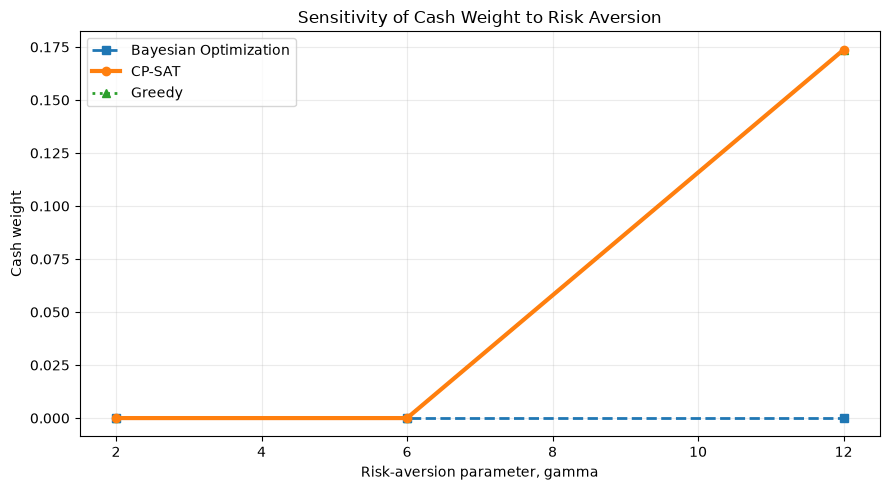 Sensitivity of Cash Weight to Risk Aversion
Bayesian Optimization
CP-SAT
Greedy
Cash weight
0.175
0.150
0.125
0.100
0.075
0.050
0.025
0.000
2
4
6
8
10
12
Risk-aversion parameter, gamma